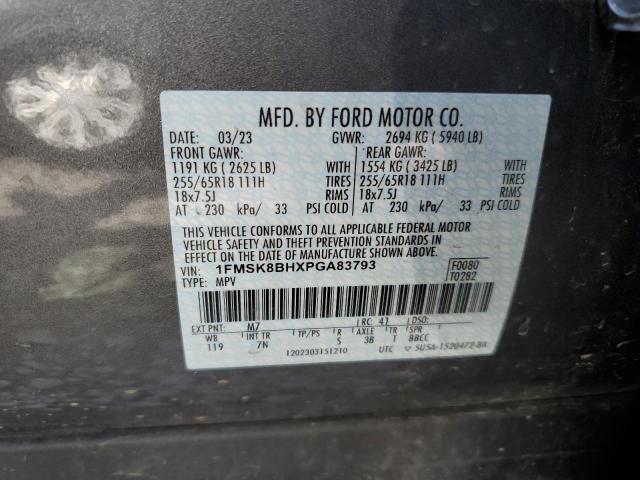 MFD. BY FORD MOTOR CO.
DATE: 03/23 GVWR: 2694 KG ( 5940 LB)
FRONT GAWR: REAR GAWR:
1191 KG ( 2625 LB) WITH 1554 KG ( 3425 LB) WITH
255/65R18 111H TIRES 255/65R18 111H TIRES
18x7.5J RIMS 18x7.5J RIMS
AT 230 kPa/ 33 PSI COLD AT 230 kPa/ 33 PSI COLD
THIS VEHICLE CONFORMS TO ALL APPLICABLE FEDERAL MOTOR
VEHICLE SAFETY AND THEFT PREVENTION STANDARDS IN
EFFECT ON THE DATE OF MANUFACTURE SHOWN ABOVE.
VIN: 1FMSK8BHXPGA83793 F0080
TYPE: MPV T0282
EXT PNT: M7 RC: 41 DSO:
WB INT TR TP/PS R AXLE TR SPR
119 7N S 3B T BBCC
1202303151210 UTC 5U5A-1520472-BA